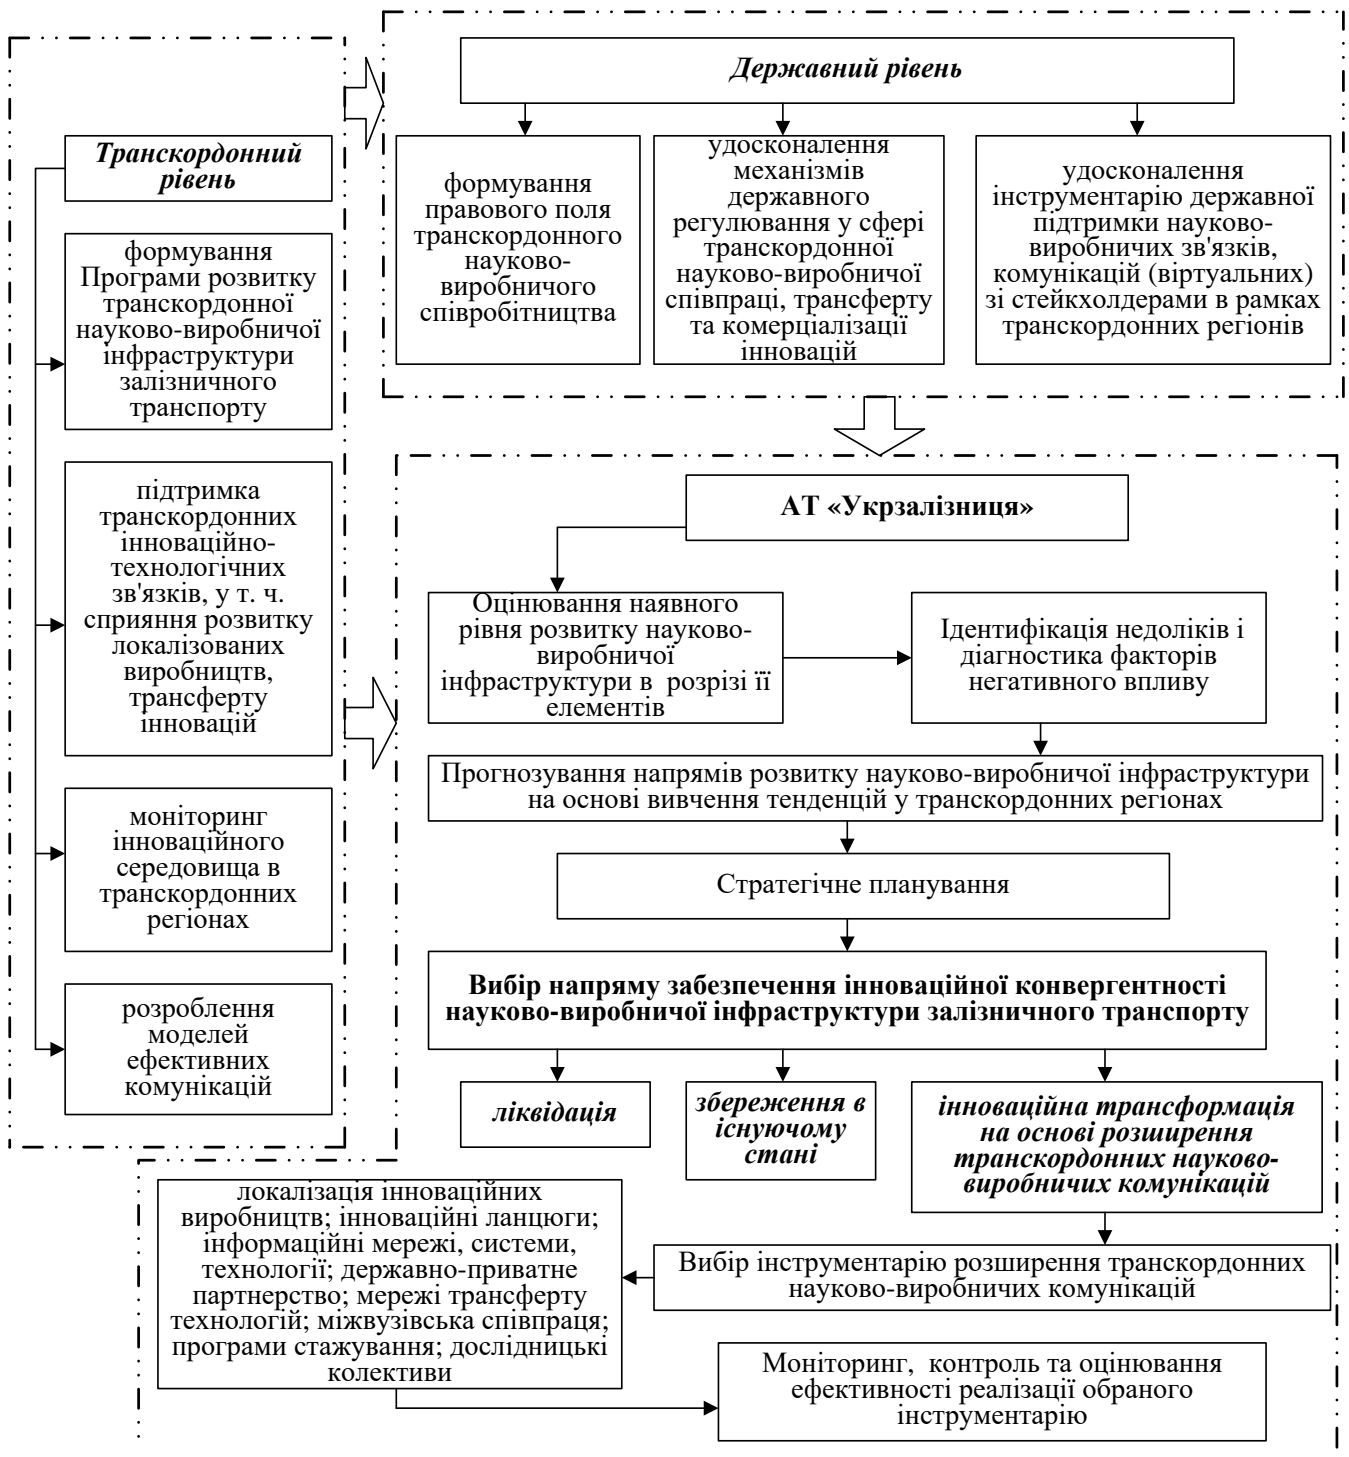 Державний рівень
Транскордонний
рівень
формування
Програми розвитку
транскордонної
науково-виробничої
інфраструктури
залізничного
транспорту
підтримка
транскордонних
інноваційно-
технологічних
зв'язків, у т. ч.
сприяння розвитку
локалізованих
виробництв,
трансферту
інновацій
моніторинг
інноваційного
середовища в
транскордонних
регіонах
розроблення
моделей
ефективних
комунікацій
формування
правового поля
транскордонного
науково-
виробничого
співробітництва
удосконалення
механізмів
державного
регулювання у сфері
транскордонної
науково-виробничої
співпраці, трансферту
та комерціалізації
інновацій
удосконалення
інструментарію державної
підтримки науково-
виробничих зв'язків,
комунікацій (віртуальних)
зі стейкхолдерами в рамках
транскордонних регіонів
АТ «Укрзалізниця»
Оцінювання наявного
рівня розвитку науково-
виробничої
інфраструктури в розрізі її
елементів
Ідентифікація недоліків і
діагностика факторів
негативного впливу
Прогнозування напрямів розвитку науково-виробничої інфраструктури
на основі вивчення тенденцій у транскордонних регіонах
Стратегічне планування
Вибір напряму забезпечення інноваційної конвергентності
науково-виробничої інфраструктури залізничного транспорту
ліквідація
збереження в
існуючому
стані
інноваційна трансформація
на основі розширення
транскордонних науково-
виробничих комунікацій
Вибір інструментарію розширення транскордонних
науково-виробничих комунікацій
локалізація інноваційних
виробництв; інноваційні ланцюги;
інформаційні мережі, системи,
технології; державно-приватне
партнерство; мережі трансферту
технологій; міжвузівська співпраця;
програми стажування; дослідницькі
колективи
Моніторинг, контроль та оцінювання
ефективності реалізації обраного
інструментарію